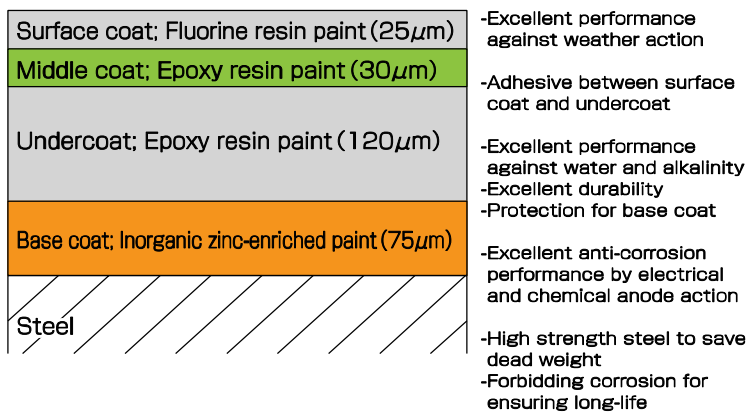 Surface coat; Fluorine resin paint (25μm)
Middle coat; Epoxy resin paint (30μm)
Undercoat; Epoxy resin paint (120μm)
Base coat; Inorganic zinc-enriched paint (75μm)
Steel
-Excellent performance
against weather action
-Adhesive between surface
coat and undercoat
-Excellent performance
against water and alkalinity
-Excellent durability
-Protection for base coat
-Excellent anti-corrosion
performance by electrical
and chemical anode action
-High strength steel to save
dead weight
-Forbidding corrosion for
ensuring long-life